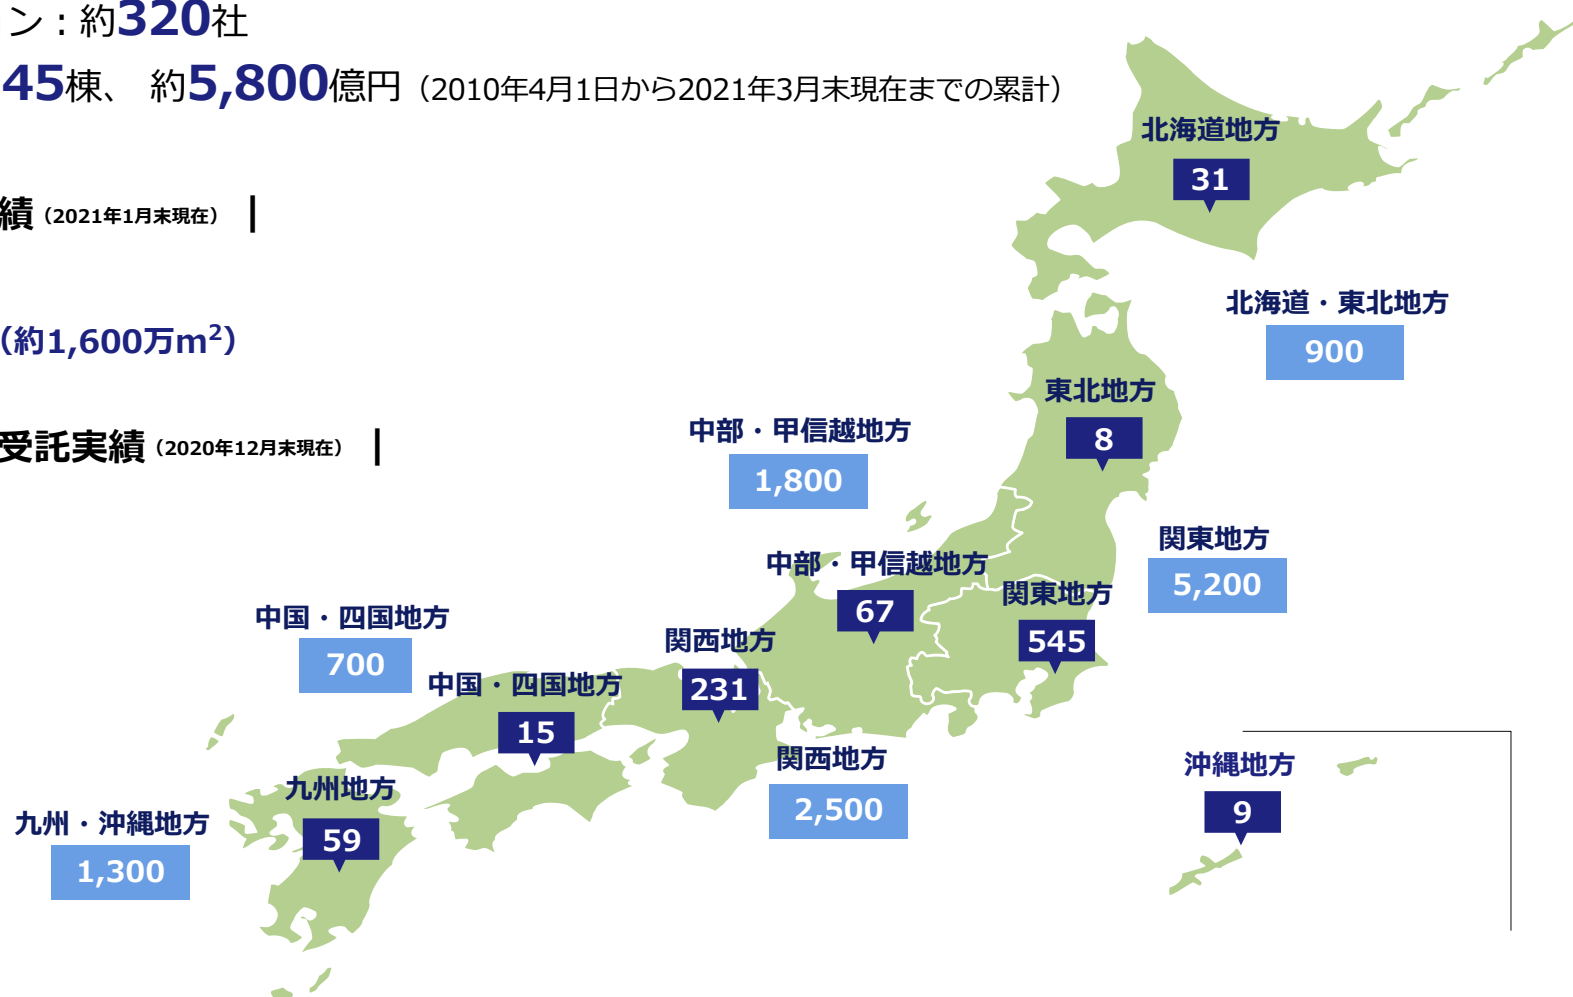 ン：約320社
45棟、 約5,800億円（2010年4月1日から2021年3月末現在までの累計）
績（2021年1月末現在） |
（約1,600万m²）
受託実績（2020年12月末現在） |
北海道地方
31
北海道・東北地方
900
東北地方
8
中部・甲信越地方
1,800
関東地方
5,200
中部・甲信越地方
67
関東地方
545
中国・四国地方
700
関西地方
231
中国・四国地方
15
関西地方
2,500
沖縄地方
9
九州地方
59
九州・沖縄地方
1,300